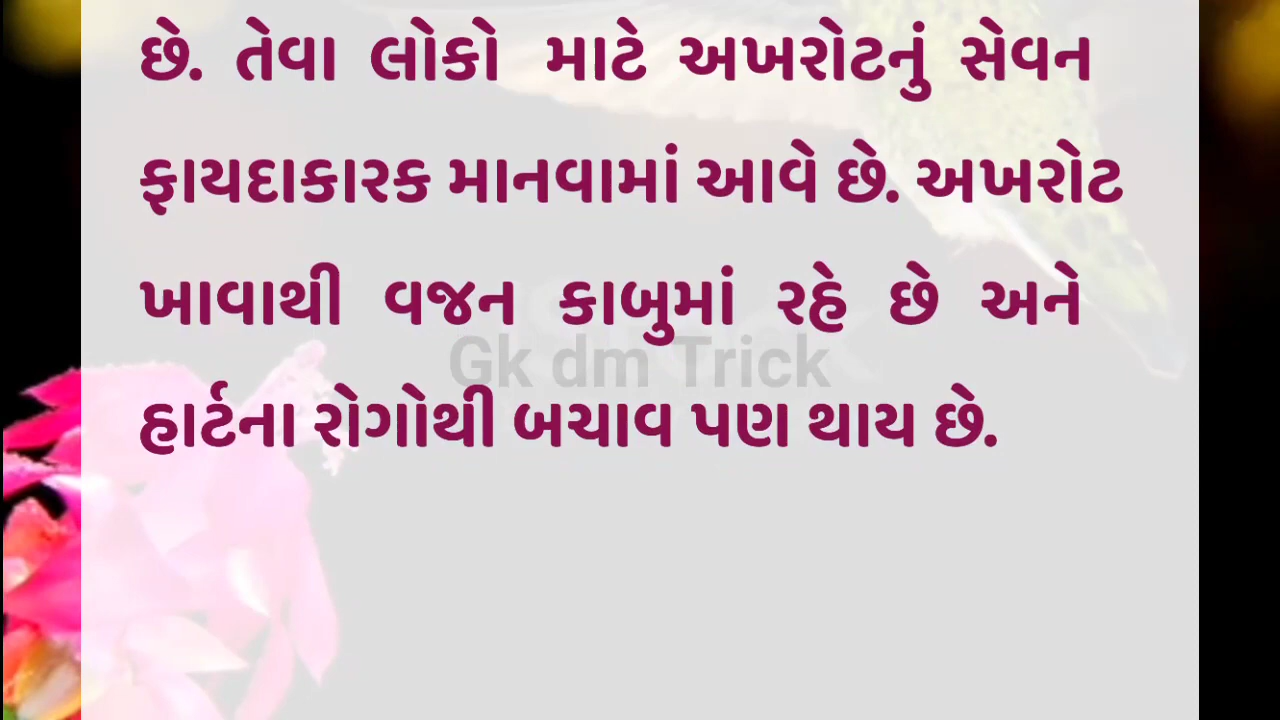 છે. તેવા લોકો માટે અખરોટનું સેવન
ફાયદાકારક માનવામાં આવે છે. અખરોટ
ખાવાથી વજન કાબુમાં રહે છે અને
Gk dm Trick
હાર્ટના રોગોથી બચાવ પણ થાય છે.